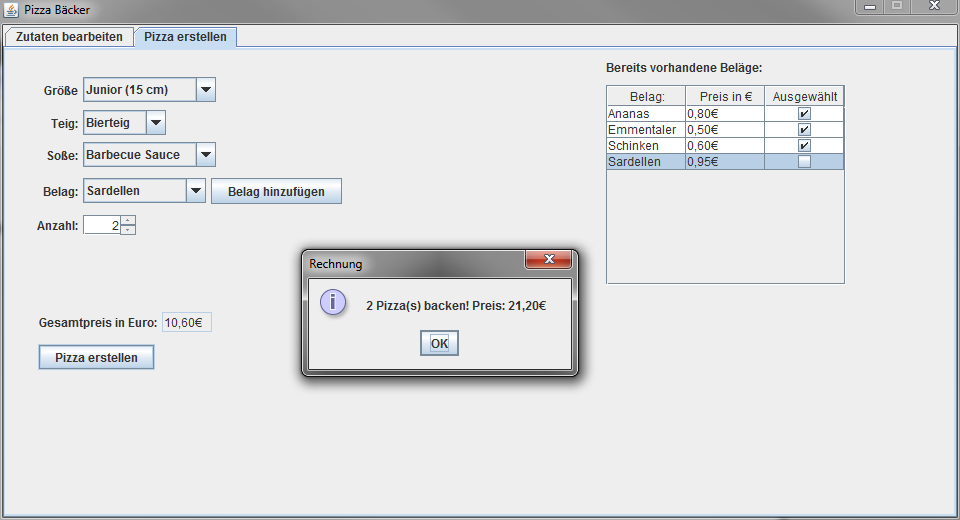 Pizza Bäcker
Zutaten bearbeiten
Pizza erstellen
Größe
Junior (15 cm)
Teig:
Bierteig
Soße:
Barbecue Sauce
Belag:
Sardellen
Belag hinzufügen
Anzahl:
2
Gesamtpreis in Euro:
10,60€
Pizza erstellen
Bereits vorhandene Beläge:
Belag: Preis in € Ausgewählt
Ananas 0,80€
Emmentaler 0,50€
Schinken 0,60€
Sardellen 0,95€
Rechnung
2 Pizza(s) backen! Preis: 21,20€
OK